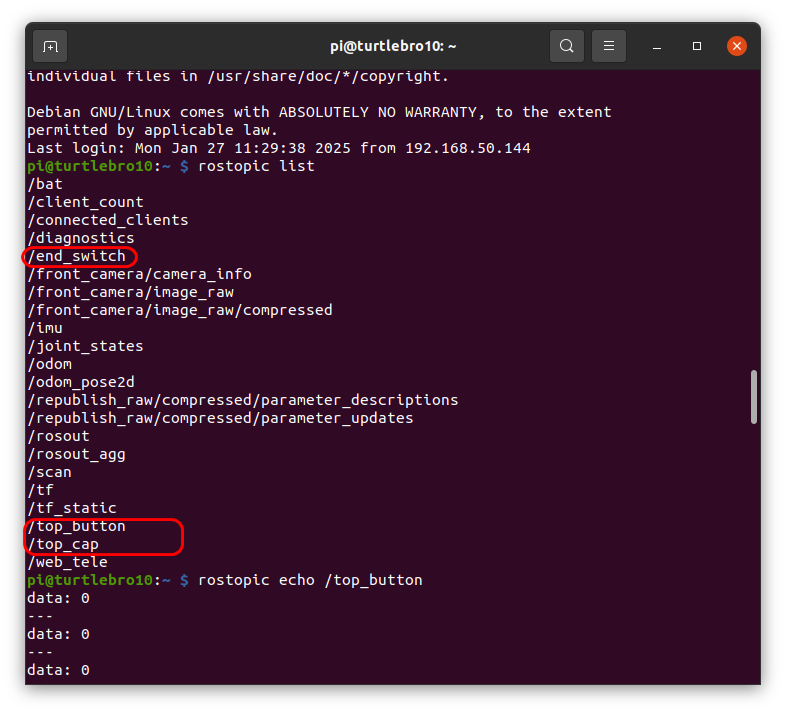 pi@turtlebro10: ~
individual files in /usr/share/doc/*/copyright.
Debian GNU/Linux comes with ABSOLUTELY NO WARRANTY, to the extent
permitted by applicable law.
Last login: Mon Jan 27 11:29:38 2025 from 192.168.50.144
pi@turtlebro10:~ $ rostopic list
/bat
/client_count
/connected_clients
/diagnostics
/end_switch
/front_camera/camera_info
/front_camera/image_raw
/front_camera/image_raw/compressed
/imu
/joint_states
/odom
/odom_pose2d
/republish_raw/compressed/parameter_descriptions
/republish_raw/compressed/parameter_updates
/rosout
/rosout_agg
/scan
/tf
/tf_static
/top_button
/top_cap
/web_tele
pi@turtlebro10:~ $ rostopic echo /top_button
data: 0
---
data: 0
---
data: 0